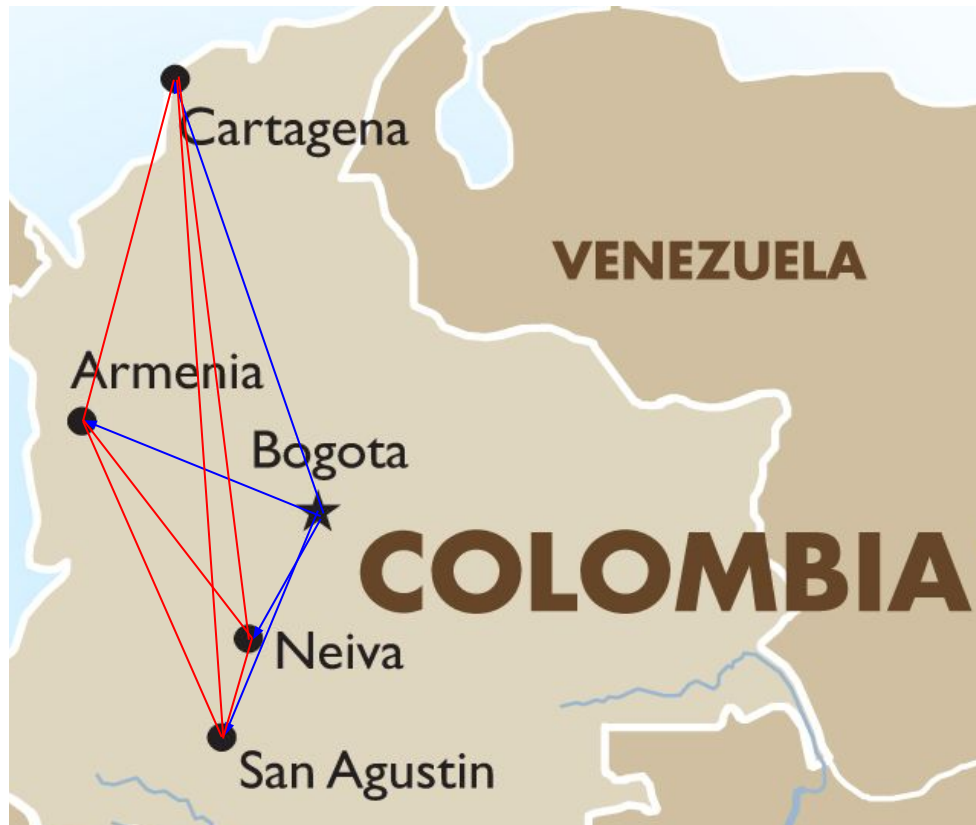 Cartagena
VENEZUELA
Armenia
Bogota
COLOMBIA
Neiva
San Agustin